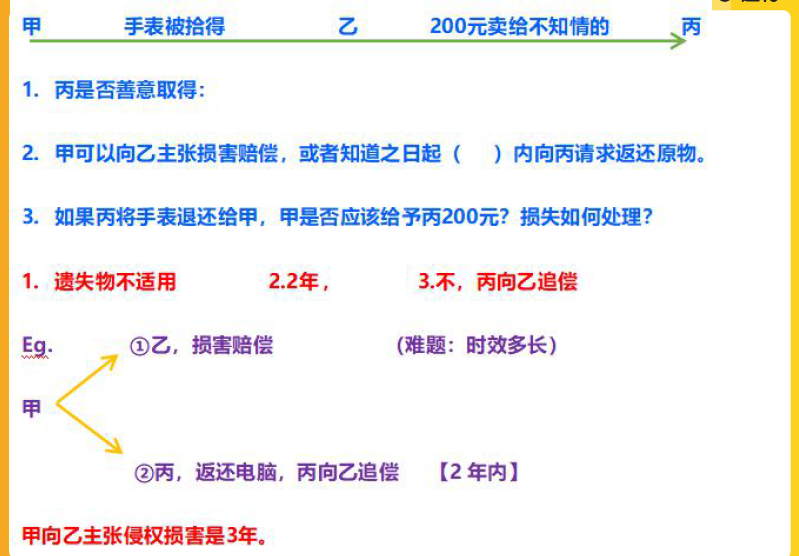 甲 手表被拾得 乙 200元卖给不知情的 丙
1. 丙是否善意取得：
2. 甲可以向乙主张损害赔偿，或者知道之日起（ ）内向丙请求返还原物。
3. 如果丙将手表退还给甲，甲是否应该给予丙200元？损失如何处理？
1. 遗失物不适用 2.2年， 3.不，丙向乙追偿
Eg. ①乙，损害赔偿 （难题：时效多长）
甲
②丙，返还电脑，丙向乙追偿 【2 年内】
甲向乙主张侵权损害是3年。